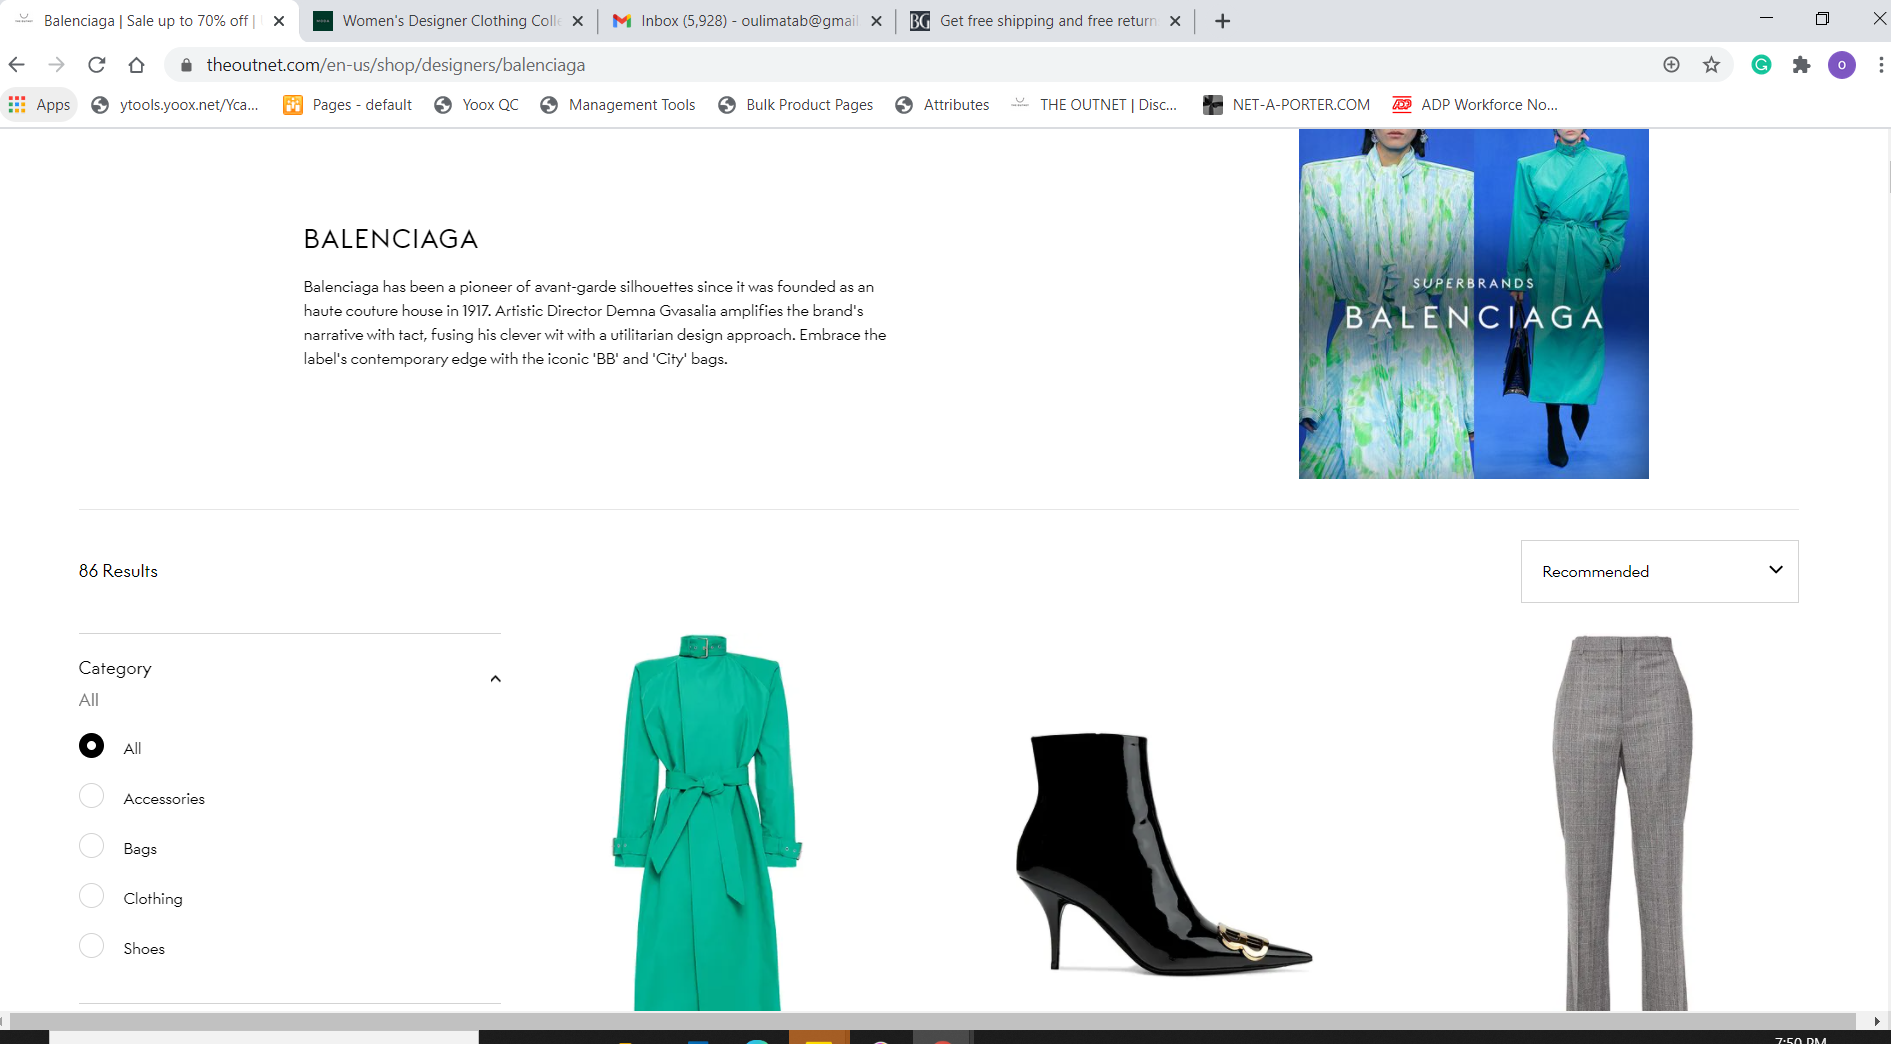 Balenciaga | Sale up to 70% off |
Women's Designer Clothing Colle
Inbox (5,928) - oulimatab@gmail
BG
Get free shipping and free return
theoutnet.com/en-us/shop/designers/balenciaga
G
O
Apps
ytools.yoox.net/Yca...
Pages - default
Yoox QC
Management Tools
Bulk Product Pages
Attributes
THE OUTNET | Disc...
NET-A-PORTER.COM
ADP
ADP Workforce No...
BALENCIAGA
Balenciaga has been a pioneer of avant-garde silhouettes since it was founded as an
haute couture house in 1917. Artistic Director Demna Gvasalia amplifies the brand's
narrative with tact, fusing his clever wit with a utilitarian design approach. Embrace the
label's contemporary edge with the iconic 'BB' and 'City' bags.
SUPERBRANDS
BALENCIAGA
86 Results
Recommended
Category
All
All
Accessories
Bags
Clothing
Shoes
7:50 PM